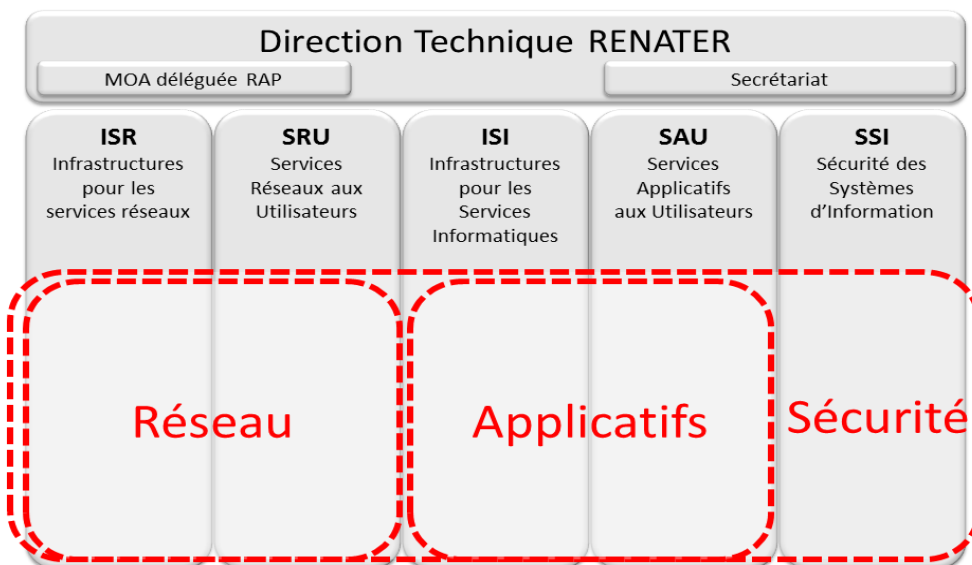 Direction Technique RENATER
MOA déléguée RAP
Secrétariat
ISR
Infrastructures
pour les
services réseaux
SRU
Services
Réseaux aux
Utilisateurs
ISI
Infrastructures
pour les
Services
Informatiques
SAU
Services
Applicatifs
aux Utilisateurs
SSI
Sécurité des
Systèmes
d’Information
Réseau
Applicatifs
Sécurité